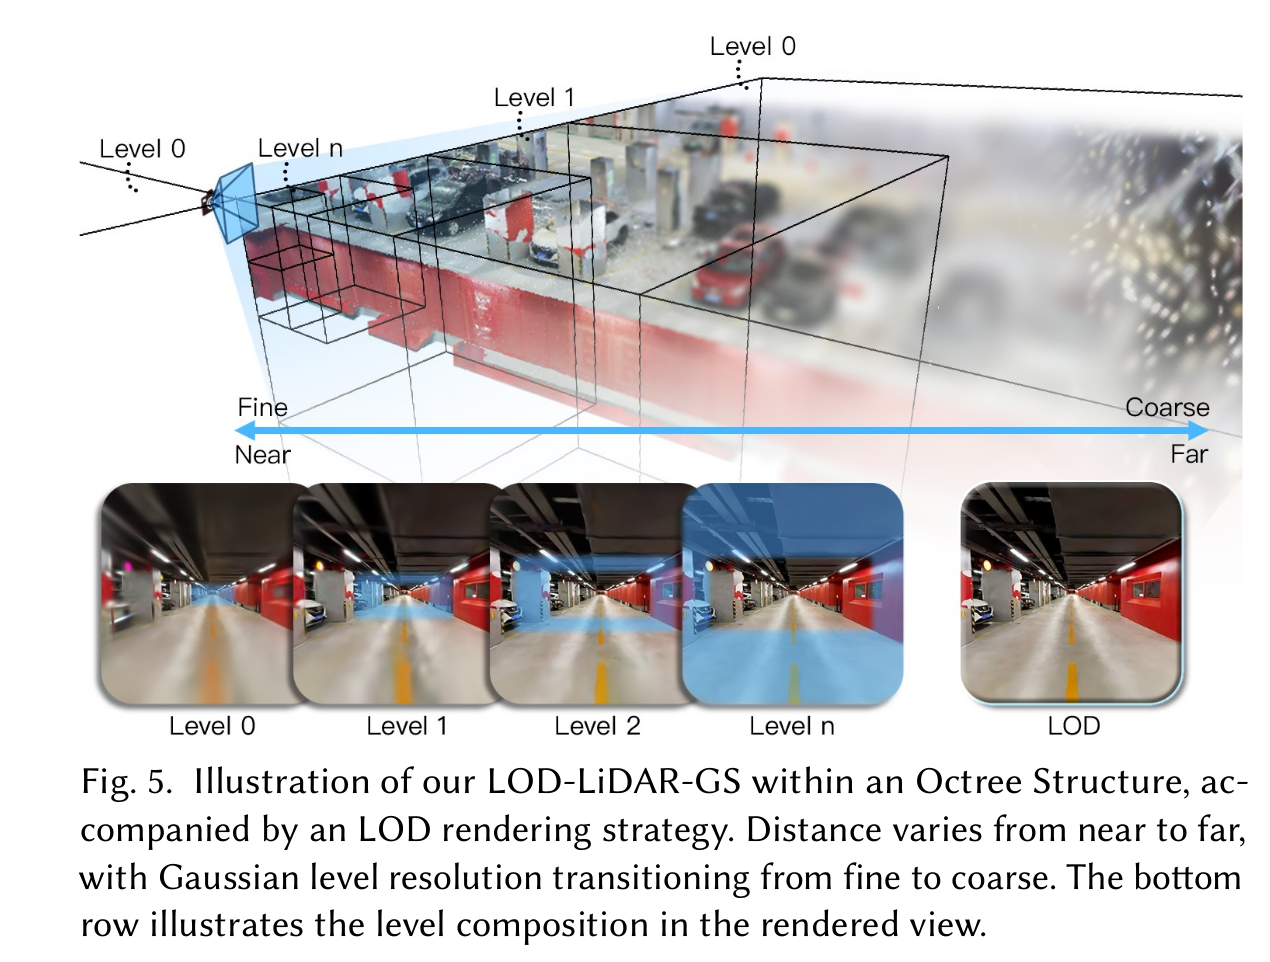 Level 0
Level 1
Level 0
Level n
Fine
Coarse
Near
Far
Level 0
Level 1
Level 2
Level n
LOD
Fig. 5. Illustration of our LOD-LiDAR-GS within an Octree Structure, ac-
companied by an LOD rendering strategy. Distance varies from near to far,
with Gaussian level resolution transitioning from fine to coarse. The bottom
row illustrates the level composition in the rendered view.